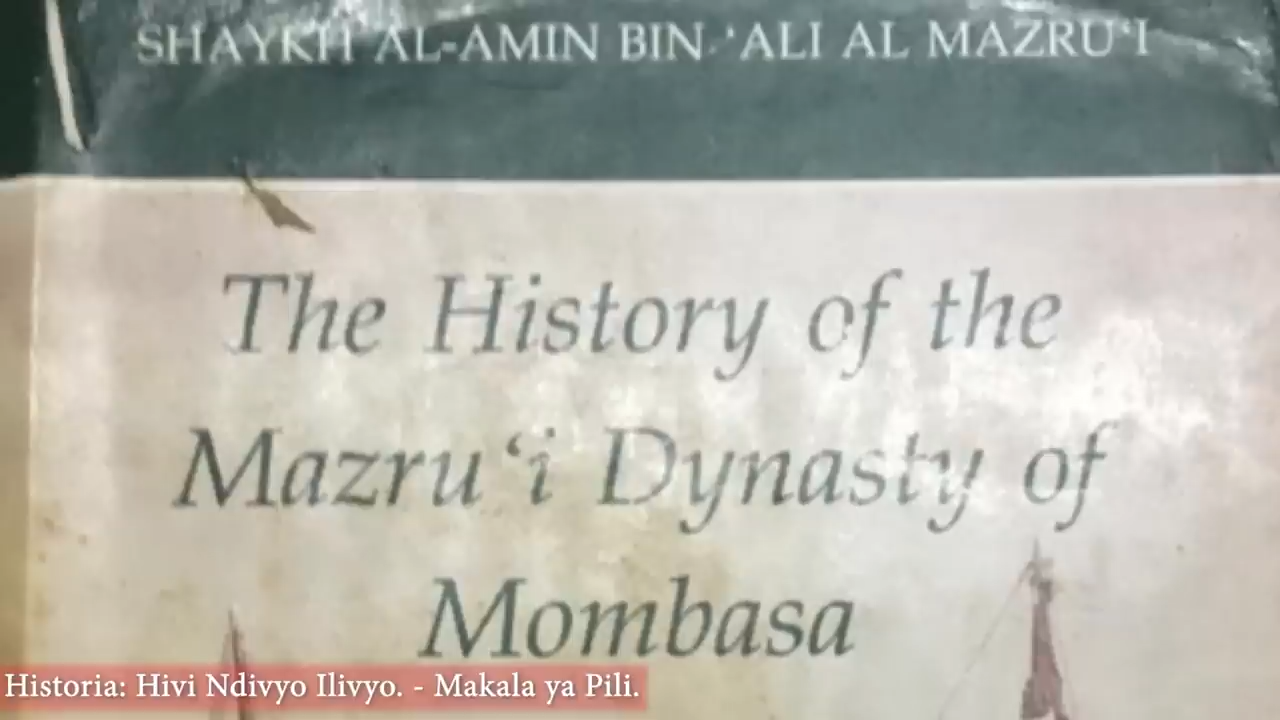 SHAYKH AL-AMIN BIN ‘ALI AL MAZRU‘I
The History of the
Mazru‘i Dynasty of
Mombasa
Historia: Hivi Ndivyo Ilivyo. - Makala ya Pili.